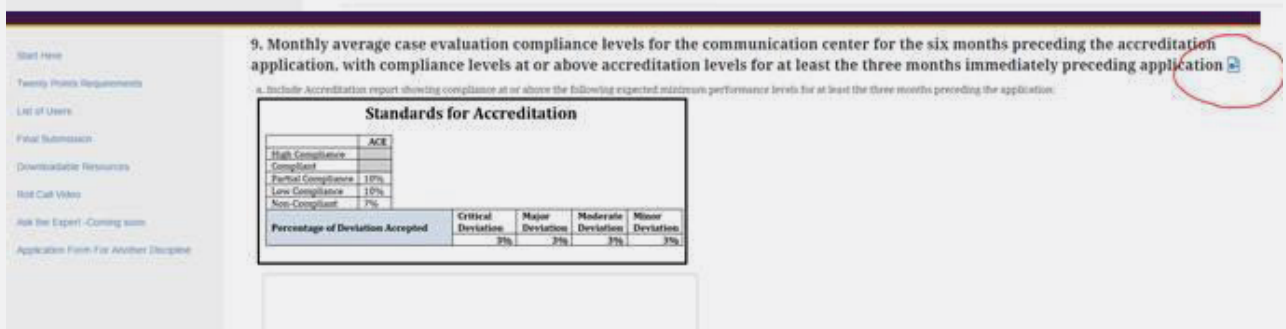 Start Here
Twenty Points Requirements
List of Users
Final Submission
Downloadable Resources
Roll Call Video
Ask the Expert -Coming soon
Application Form For Another Discipline
9. Monthly average case evaluation compliance levels for the communication center for the six months preceding the accreditation
application, with compliance levels at or above accreditation levels for at least the three months immediately preceding application
a. Include Accreditation report showing compliance at or above the following expected minimum performance levels for at least the three months preceding the application:
Standards for Accreditation
ACE
High Compliance
Compliant
Partial Compliance 10%
Low Compliance 10%
Non-Compliant 7%
Percentage of Deviation Accepted
Critical Deviation Major Deviation Moderate Deviation Minor Deviation
3% 3% 3% 3%